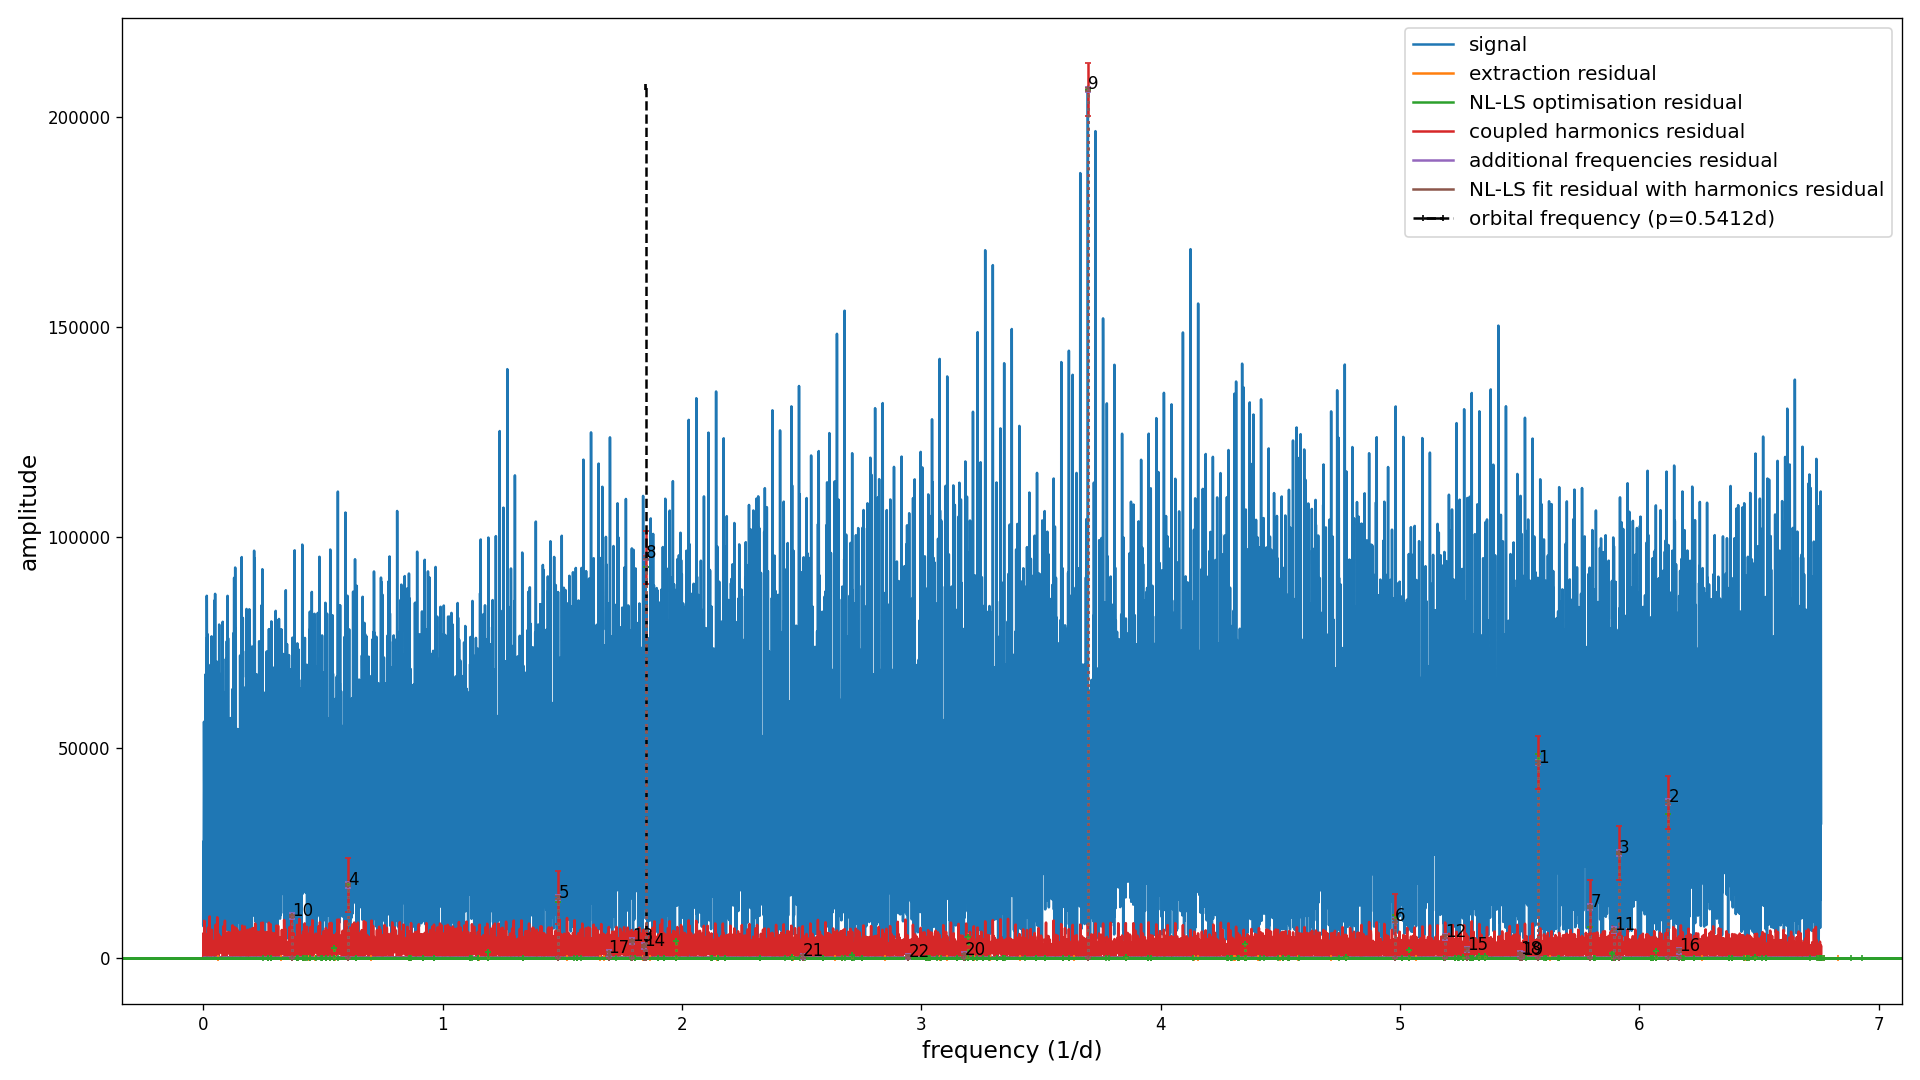 signal
extraction residual
NL-LS optimisation residual
coupled harmonics residual
additional frequencies residual
NL-LS fit residual with harmonics residual
orbital frequency (p=0.5412d)
amplitude
200000
150000
100000
50000
0
9
8
1
2
3
4
5
7
10
6
11
12
13
14
15
16
17
18
19
20
21
22
0 1 2 3 4 5 6 7
frequency (1/d)